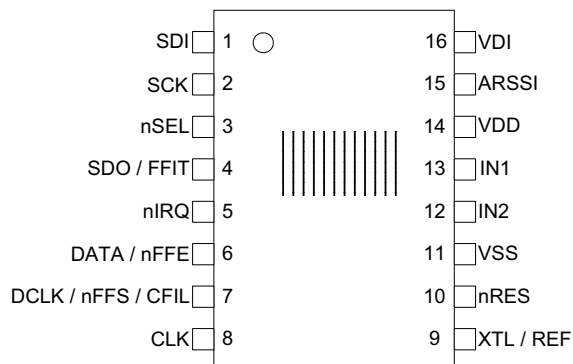 SDI 1 16 VDI
SCK 2 15 ARSSI
nSEL 3 14 VDD
SDO / FFIT 4 13 IN1
nIRQ 5 12 IN2
DATA / nFFE 6 11 VSS
DCLK / nFFS / CFIL 7 10 nRES
CLK 8 9 XTL / REF